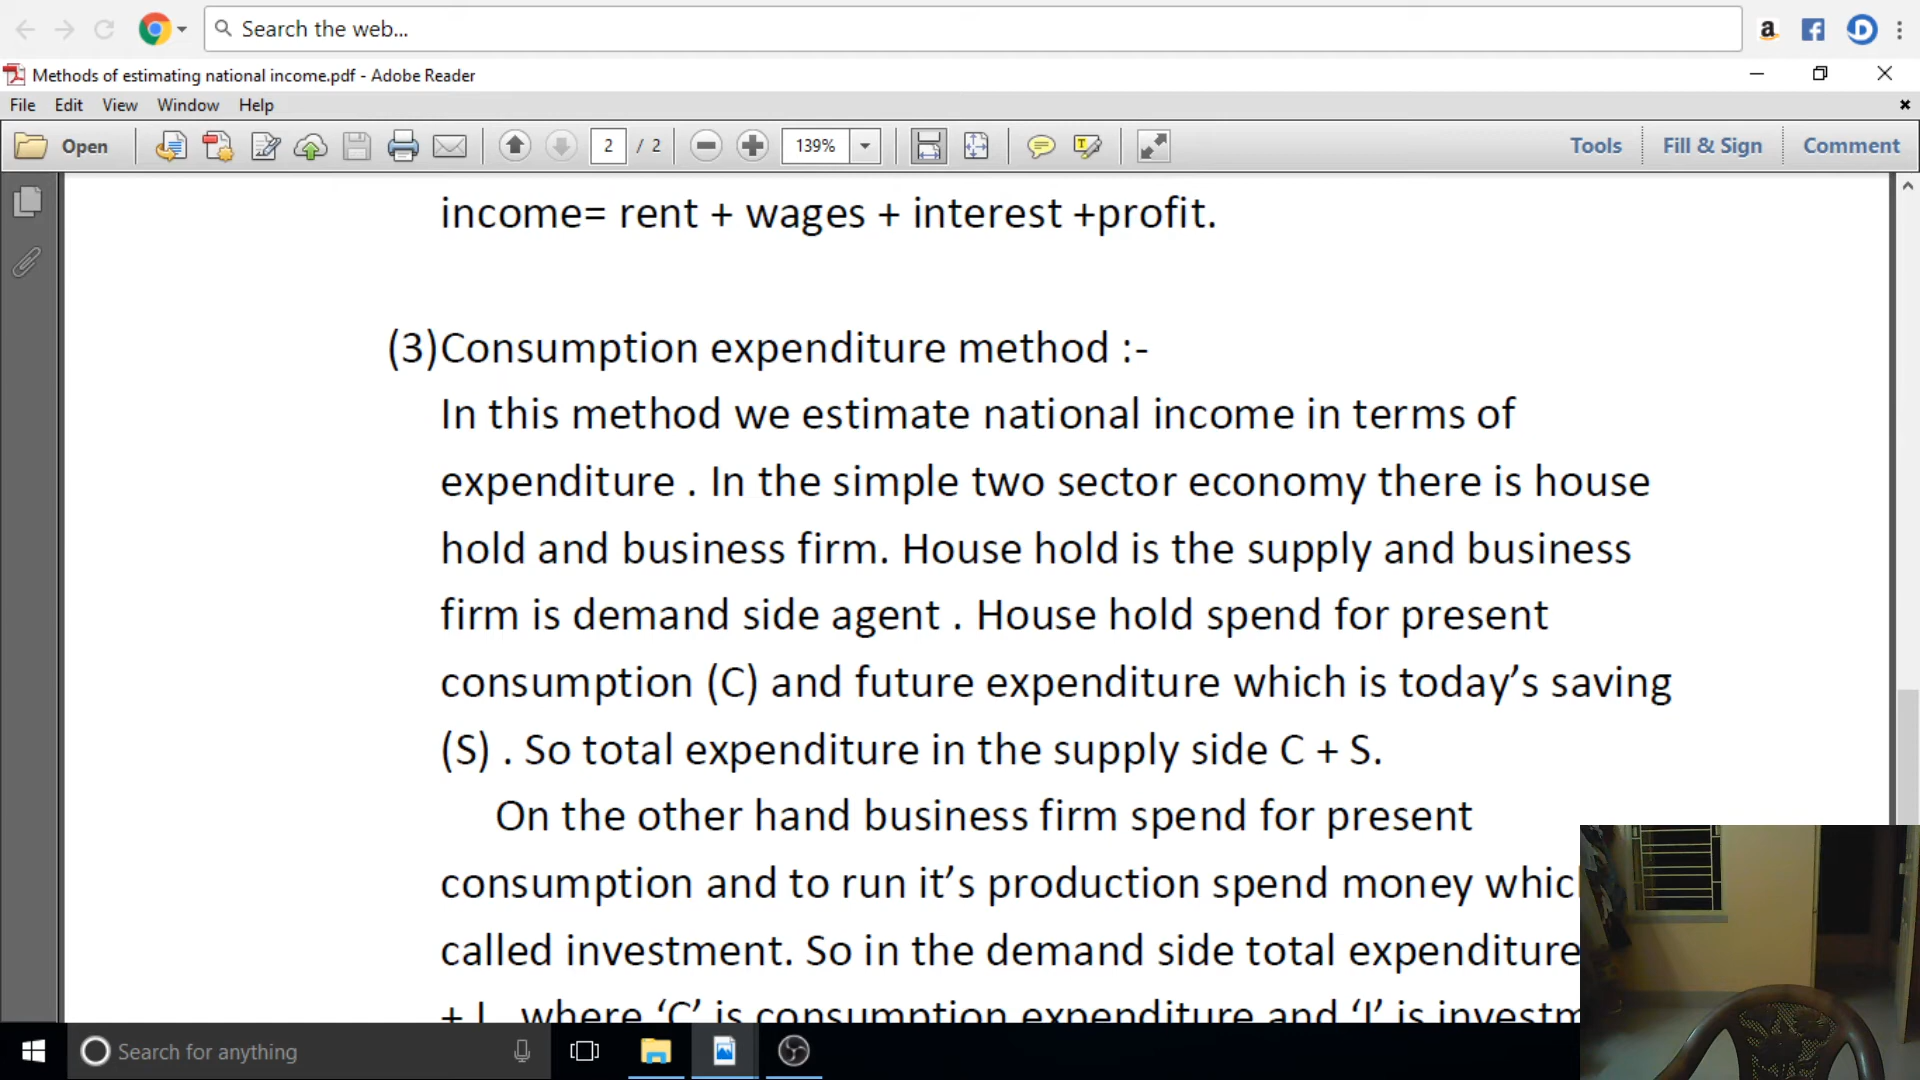 Search the web...
Methods of estimating national income.pdf - Adobe Reader
File Edit View Window Help
Open 2 / 2 139% Tools Fill & Sign Comment
income= rent + wages + interest +profit.
(3)Consumption expenditure method :-
In this method we estimate national income in terms of
expenditure . In the simple two sector economy there is house
hold and business firm. House hold is the supply and business
firm is demand side agent . House hold spend for present
consumption (C) and future expenditure which is today’s saving
(S) . So total expenditure in the supply side C + S.
On the other hand business firm spend for present
consumption and to run it’s production spend money
called investment. So in the demand side total expenditure
+ I where ‘C’ is consumption expenditure and ‘I’ is
Search for anything